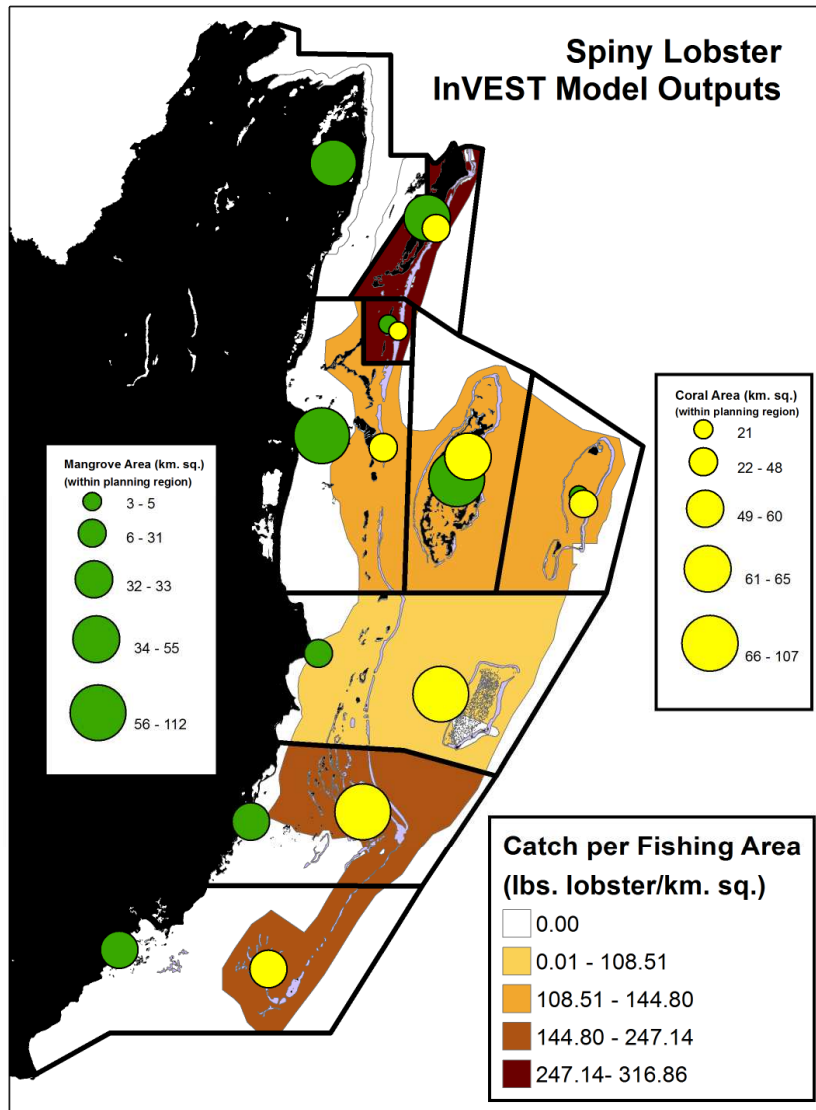 Spiny Lobster
InVEST Model Outputs
Mangrove Area (km. sq.)
(within planning region)
3 - 5
6 - 31
32 - 33
34 - 55
56 - 112
Coral Area (km. sq.)
(within planning region)
21
22 - 48
49 - 60
61 - 65
66 - 107
Catch per Fishing Area
(lbs. lobster/km. sq.)
0.00
0.01 - 108.51
108.51 - 144.80
144.80 - 247.14
247.14- 316.86